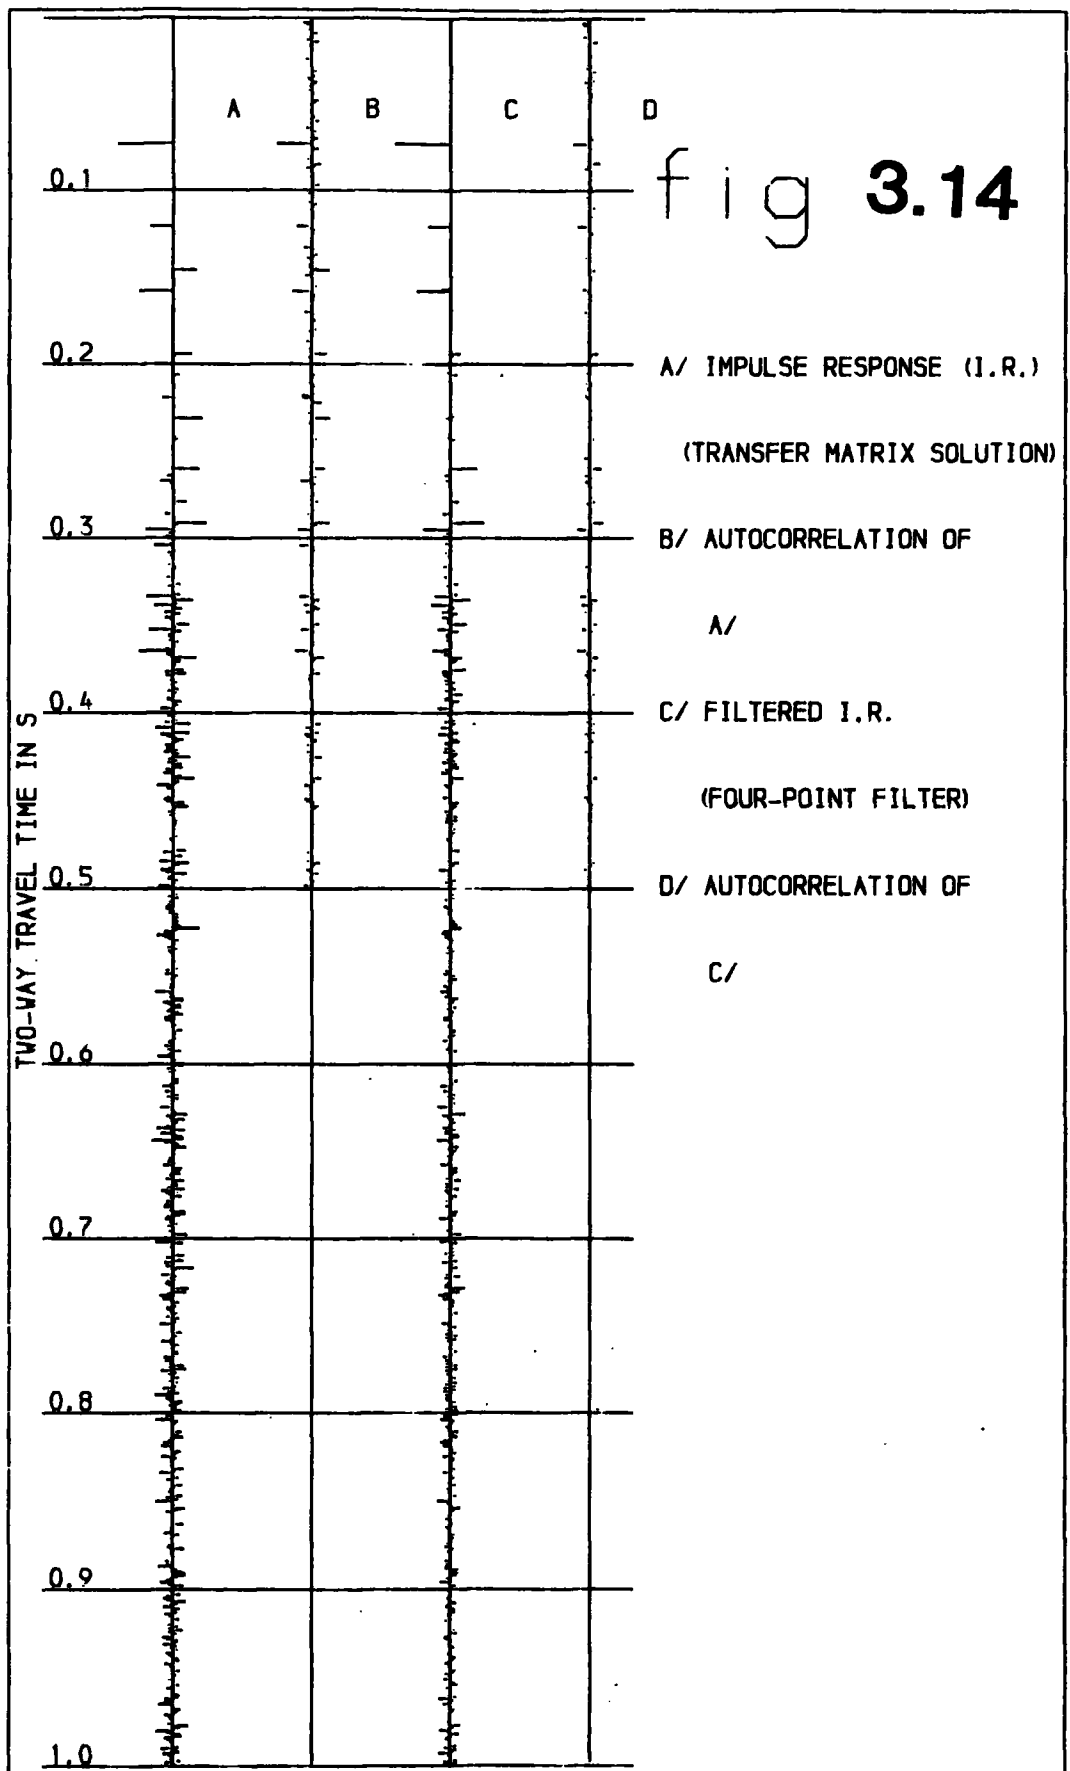 A B C D
fig 3.14
0.1
0.2
A/ IMPULSE RESPONSE (I.R.)
(TRANSFER MATRIX SOLUTION)
0.3
B/ AUTOCORRELATION OF
A/
0.4
C/ FILTERED I.R.
(FOUR-POINT FILTER)
0.5
D/ AUTOCORRELATION OF
C/
0.6
0.7
0.8
0.9
1.0
TWO-WAY TRAVEL TIME IN S